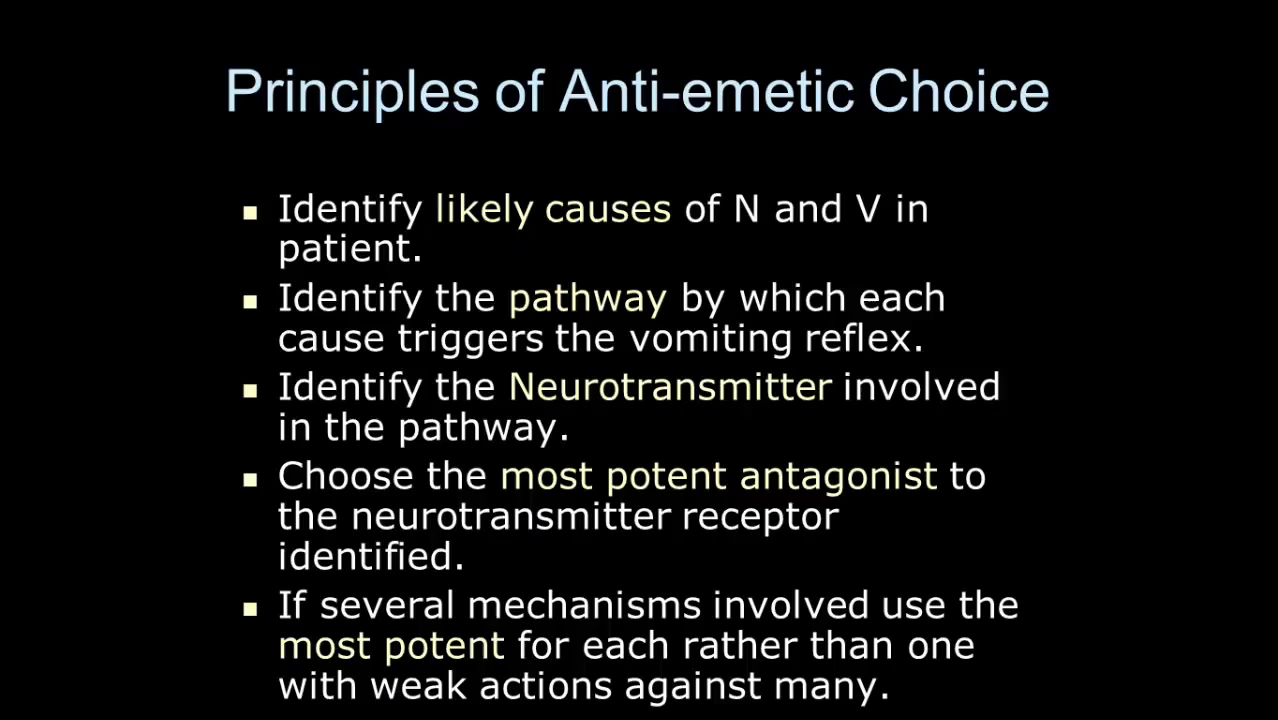 Principles of Anti-emetic Choice
Identify likely causes of N and V in
patient.
Identify the pathway by which each
cause triggers the vomiting reflex.
Identify the Neurotransmitter involved
in the pathway.
Choose the most potent antagonist to
the neurotransmitter receptor
identified.
If several mechanisms involved use the
most potent for each rather than one
with weak actions against many.